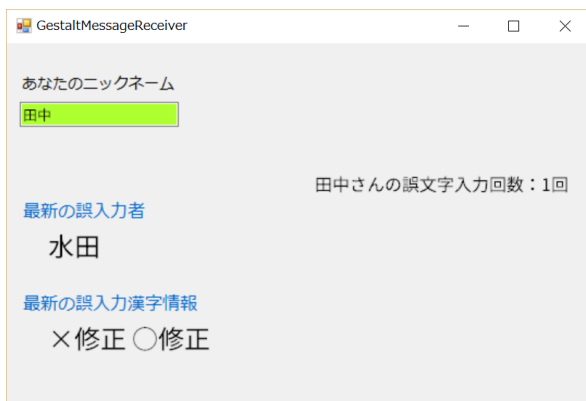 GestaltMessageReceiver
あなたのニックネーム
田中
田中さんの誤文字入力回数：1回
最新の誤入力者
水田
最新の誤入力漢字情報
×修正 ○修正